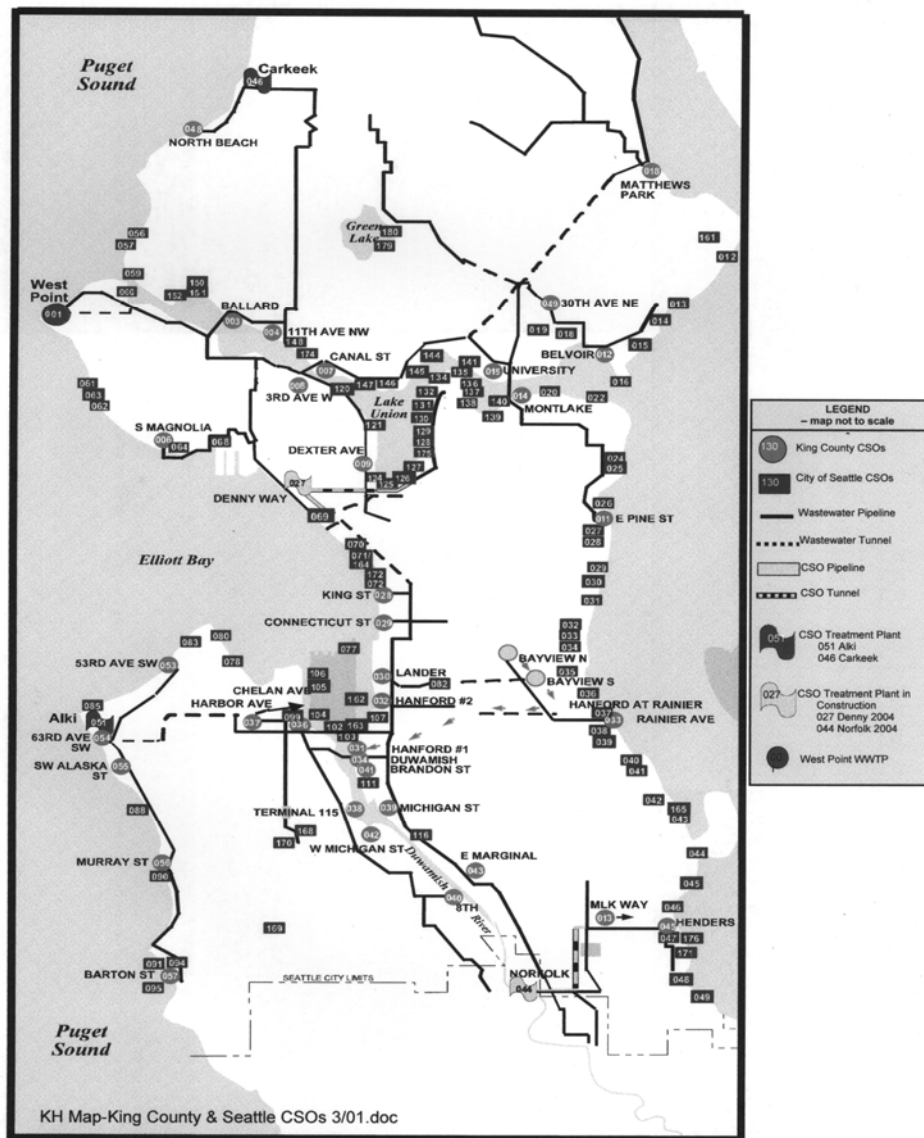 Puget
Sound
Carkeek
046
048
NORTH BEACH
018
MATTHEWS
PARK
Green
Lake
180
179
056
057
161
012
059
150
152
West
Point
001
BALLARD
003
004
11TH AVE NW
148
174
049
30TH AVE NE
013
014
019
015
BELVOIR
012
CANAL ST
007
144
141
145
134
135
015
UNIVERSITY
016
061
063
062
3RD AVE W
120
147
146
132
136
137
138
140
014
MONTLAKE
020
022
139
Lake
Union
131
130
129
128
175
121
S MAGNOLIA
006
064
068
DEXTER AVE
009
127
126
125
024
025
DENNY WAY
027
069
026
011
E PINE ST
027
028
Elliott Bay
070
071/
164
172
072
029
030
031
KING ST
028
CONNECTICUT ST
029
032
033
034
035
083
080
078
077
53RD AVE SW
053
BAYVIEW N
BAYVIEW S
106
105
030
LANDER
082
036
CHELAN AVE
HARBOR AVE
162
032
HANFORD #2
HANFORD AT RAINIER
085
Alki
051
63RD AVE
SW
054
037
099
036
104
107
102
163
103
033
RAINIER AVE
038
039
SW ALASKA
ST
055
031
HANFORD #1
034
DUWAMISH
041
BRANDON ST
111
040
041
088
TERMINAL 115
038
039
MICHIGAN ST
042
165
043
168
170
042
W MICHIGAN ST
116
MURRAY ST
056
090
E MARGINAL
043
044
045
Duwamish
River
040
8TH
MLK WAY
013
046
045
HENDERS
047
176
171
169
048
049
091
094
BARTON ST
057
095
SEATTLE CITY LIMITS
NORFOLK
044
Puget
Sound
KH Map-King County & Seattle CSOs 3/01.doc
LEGEND
– map not to scale
130
King County CSOs
130
City of Seattle CSOs
Wastewater Pipeline
Wastewater Tunnel
CSO Pipeline
CSO Tunnel
051
CSO Treatment Plant
051 Alki
046 Carkeek
027
CSO Treatment Plant in
Construction
027 Denny 2004
044 Norfolk 2004
West Point WWTP